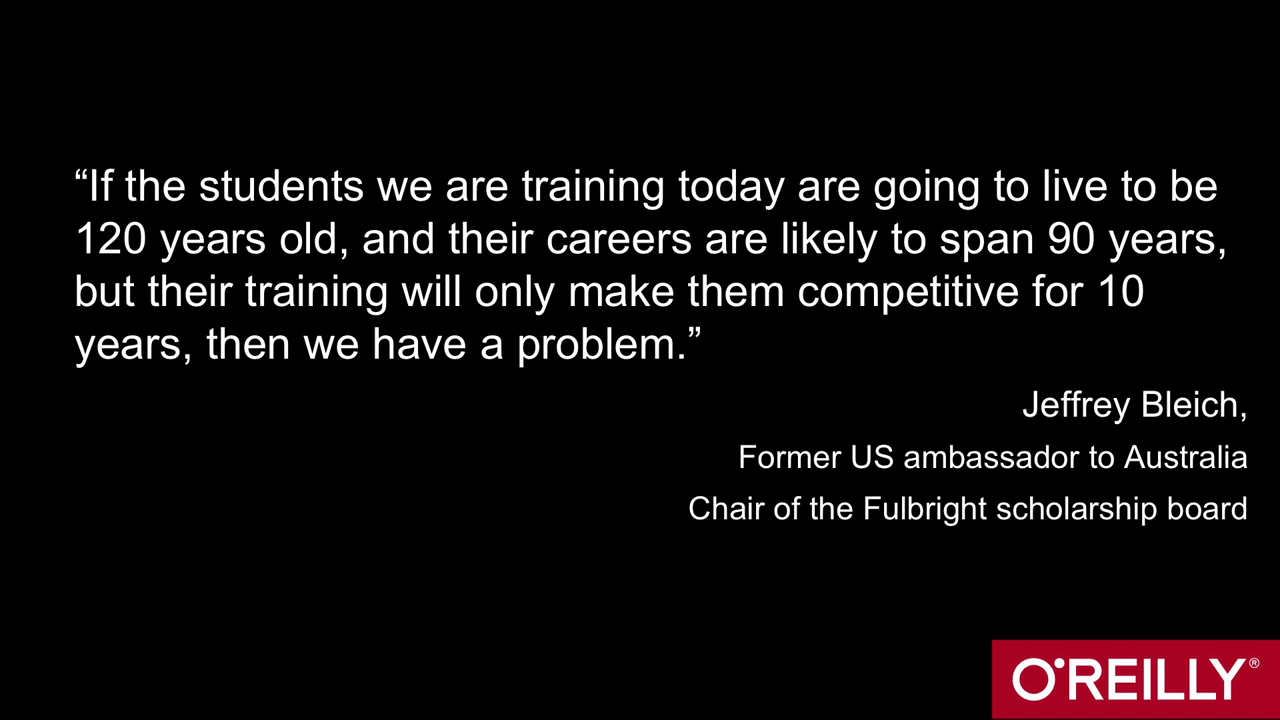 “If the students we are training today are going to live to be
120 years old, and their careers are likely to span 90 years,
but their training will only make them competitive for 10
years, then we have a problem.”
Jeffrey Bleich,
Former US ambassador to Australia
Chair of the Fulbright scholarship board
O'REILLY®